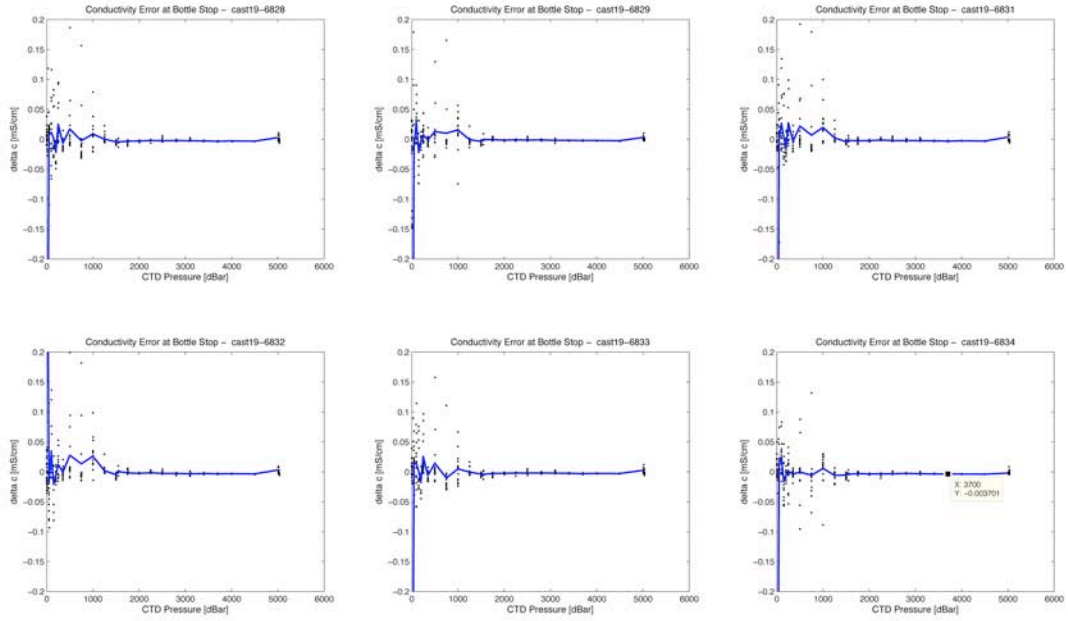 Conductivity Error at Bottle Stop − cast19−6828
0.2
0.15
0.1
0.05
0
−0.05
−0.1
−0.15
−0.2
delta c [mS/cm]
0 1000 2000 3000 4000 5000 6000
CTD Pressure [dBar]
Conductivity Error at Bottle Stop − cast19−6829
0.2
0.15
0.1
0.05
0
−0.05
−0.1
−0.15
−0.2
delta c [mS/cm]
0 1000 2000 3000 4000 5000 6000
CTD Pressure [dBar]
Conductivity Error at Bottle Stop − cast19−6831
0.2
0.15
0.1
0.05
0
−0.05
−0.1
−0.15
−0.2
delta c [mS/cm]
0 1000 2000 3000 4000 5000 6000
CTD Pressure [dBar]
Conductivity Error at Bottle Stop − cast19−6832
0.2
0.15
0.1
0.05
0
−0.05
−0.1
−0.15
−0.2
delta c [mS/cm]
0 1000 2000 3000 4000 5000 6000
CTD Pressure [dBar]
Conductivity Error at Bottle Stop − cast19−6833
0.2
0.15
0.1
0.05
0
−0.05
−0.1
−0.15
−0.2
delta c [mS/cm]
0 1000 2000 3000 4000 5000 6000
CTD Pressure [dBar]
Conductivity Error at Bottle Stop − cast19−6834
0.2
0.15
0.1
0.05
0
−0.05
−0.1
−0.15
−0.2
delta c [mS/cm]
X: 3700
Y: −0.003701
0 1000 2000 3000 4000 5000 6000
CTD Pressure [dBar]